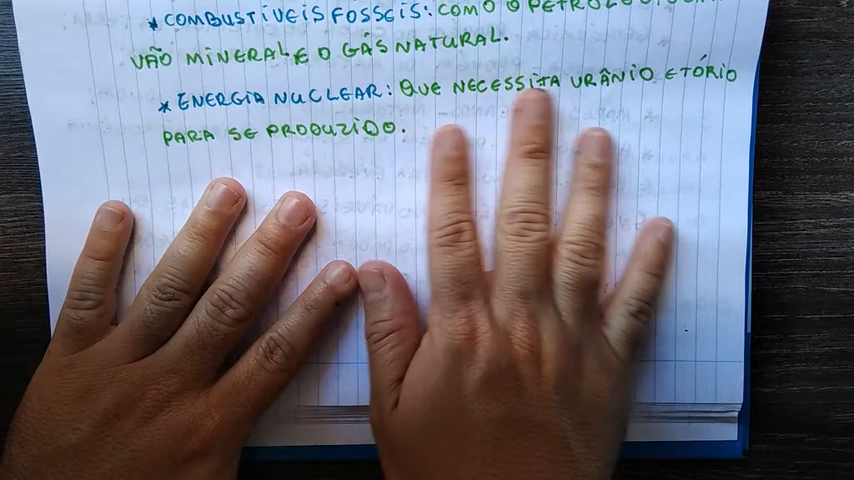 * COMBUSTÍVEIS FÓSSEIS: COMO O PETRÓLEO
VÃO MINERAL E O GÁS NATURAL.
* ENERGIA NUCLEAR: QUE NECESSITA URÂNIO E TÓRIO
PARA SE PRODUZIDO.